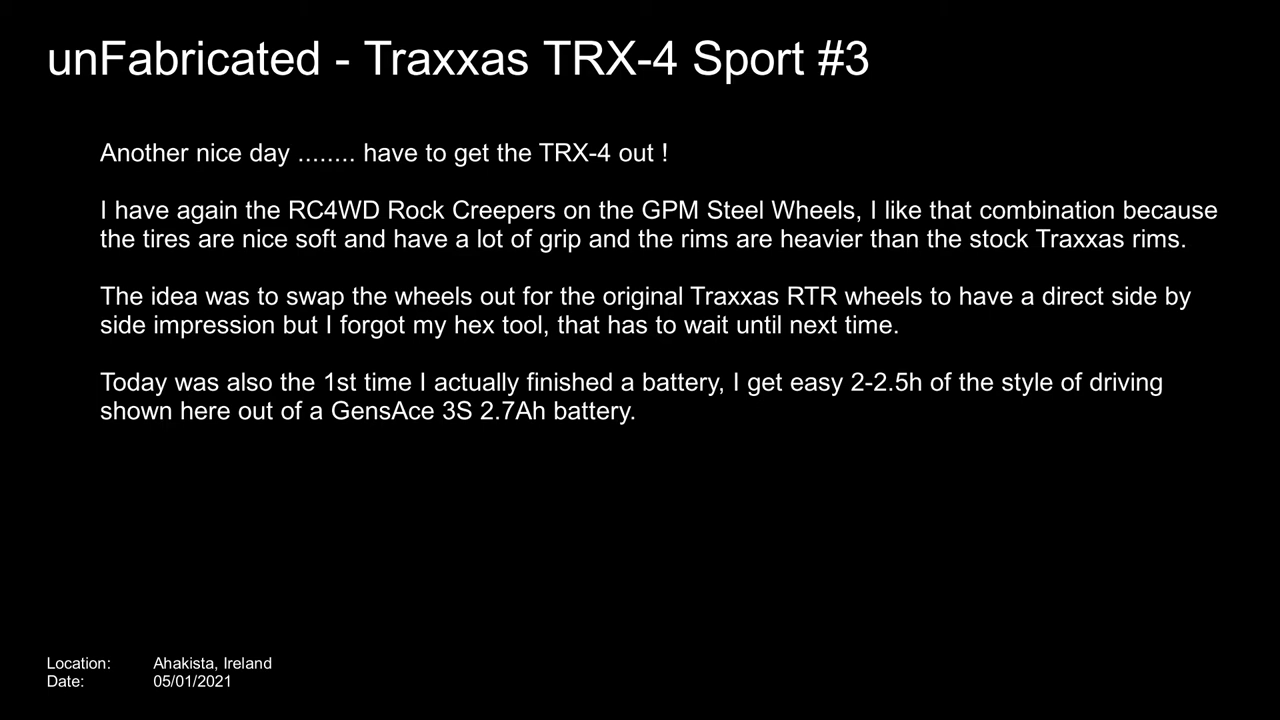 unFabricated - Traxxas TRX-4 Sport #3
Another nice day ........ have to get the TRX-4 out !
I have again the RC4WD Rock Creepers on the GPM Steel Wheels, I like that combination because
the tires are nice soft and have a lot of grip and the rims are heavier than the stock Traxxas rims.
The idea was to swap the wheels out for the original Traxxas RTR wheels to have a direct side by
side impression but I forgot my hex tool, that has to wait until next time.
Today was also the 1st time I actually finished a battery, I get easy 2-2.5h of the style of driving
shown here out of a GensAce 3S 2.7Ah battery.
Location: Ahakista, Ireland
Date: 05/01/2021